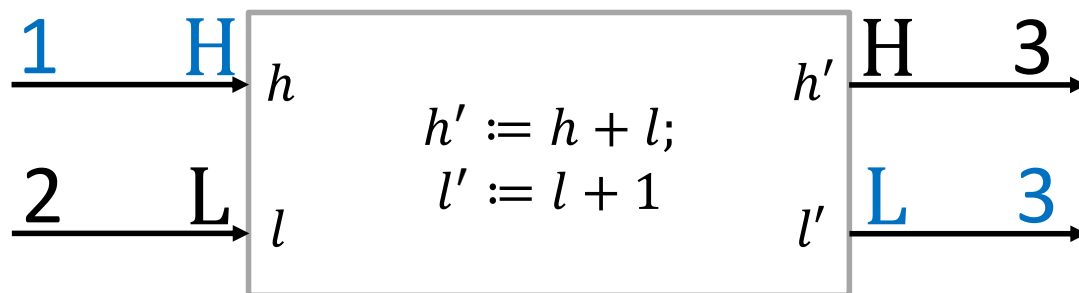 1 H h h′ H 3
h′ ≔ h + l;
l′ ≔ l + 1
2 L l l′ L 3